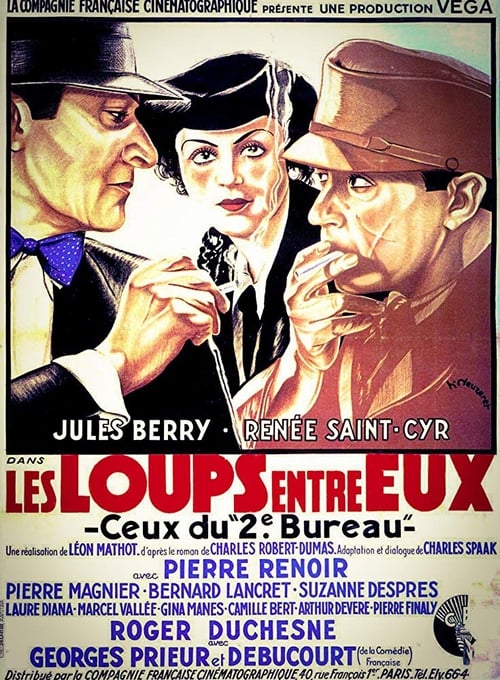 LA COMPAGNIE FRANÇAISE CINÉMATOGRAPHIQUE PRÉSENTE UNE PRODUCTION VEGA
JULES BERRY · RENÉE SAINT-CYR
DANS
LES LOUPS ENTRE EUX
-Ceux du "2e Bureau"-
Une réalisation de LÉON MATHOT. d'après le roman de CHARLES ROBERT-DUMAS. Adaptation et dialogue de CHARLES SPAAK
avec PIERRE RENOIR
PIERRE MAGNIER · BERNARD LANCRET · SUZANNE DESPRES
LAURE DIANA · MARCEL VALLÉE · GINA MANES · CAMILLE BERT · ARTHUR DEVERE · PIERRE FINALY
ROGER DUCHESNE
avec
GEORGES PRIEUR et DEBUCOURT (de la Comédie Française)
Distribué par la COMPAGNIE FRANCAISE CINÉMATOGRAPHIQUE 40, rue François 1er. PARIS. Tél. Ely. 664